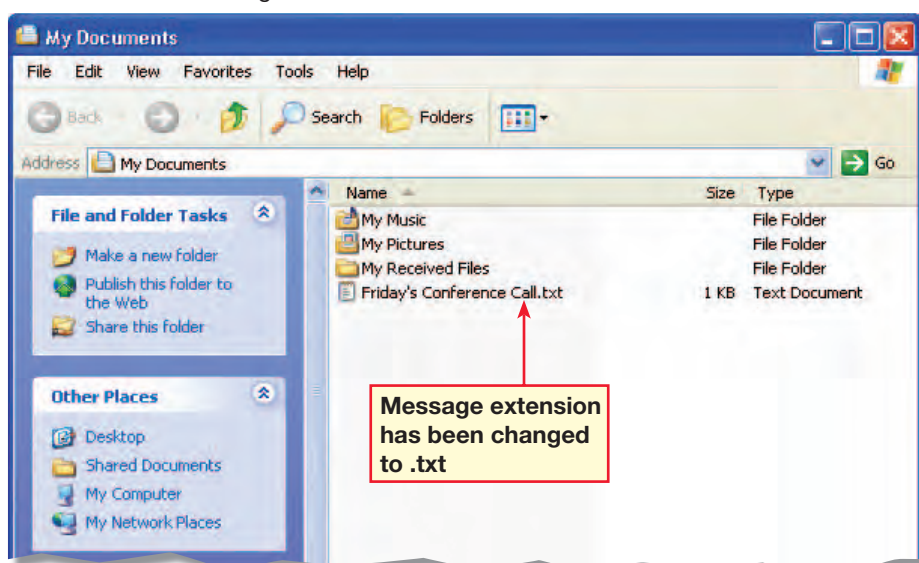 My Documents
File Edit View Favorites Tools Help
Back Search Folders
Address My Documents Go
Name Size Type
File and Folder Tasks
Make a new folder
Publish this folder to
the Web
Share this folder
Other Places
Desktop
Shared Documents
My Computer
My Network Places
My Music File Folder
My Pictures File Folder
My Received Files File Folder
Friday's Conference Call.txt 1 KB Text Document
Message extension
has been changed
to .txt